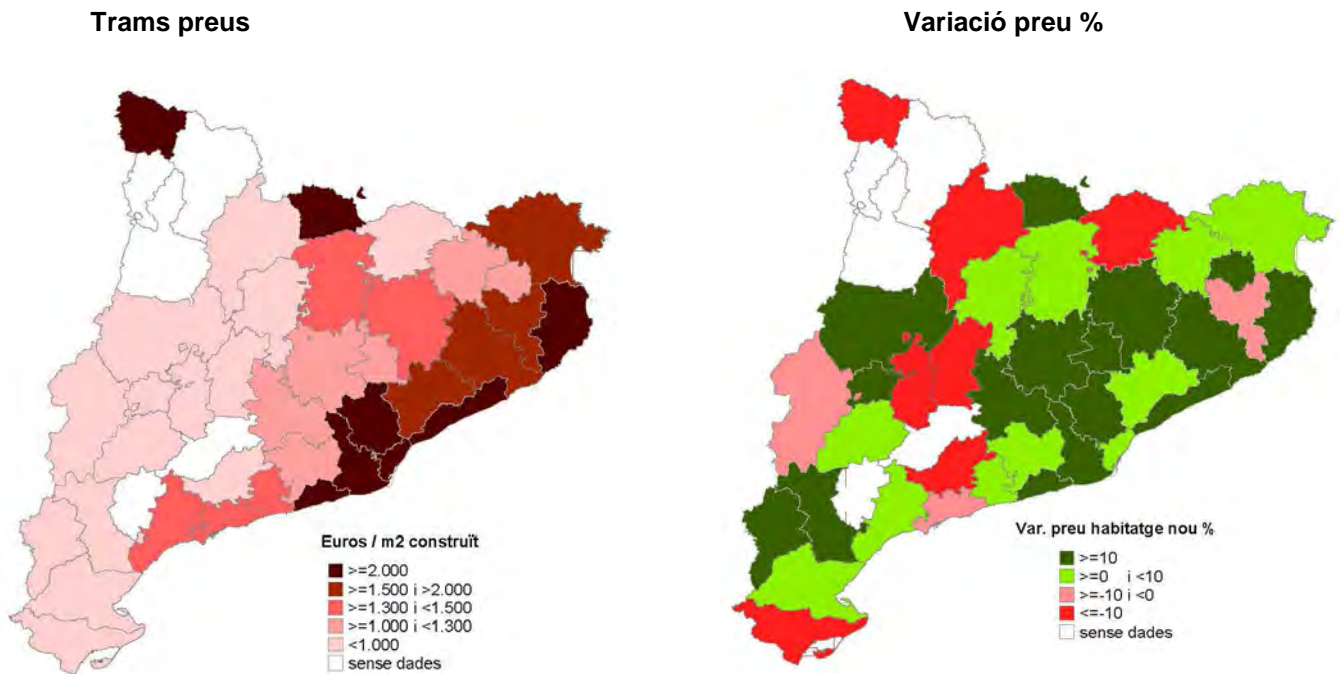 Trams preus
Variació preu %
Euros / m2 construït
>=2.000
>=1.500 i >2.000
>=1.300 i <1.500
>=1.000 i <1.300
<1.000
sense dades
Var. preu habitatge nou %
>=10
>=0 i <10
>=-10 i <0
<=-10
sense dades